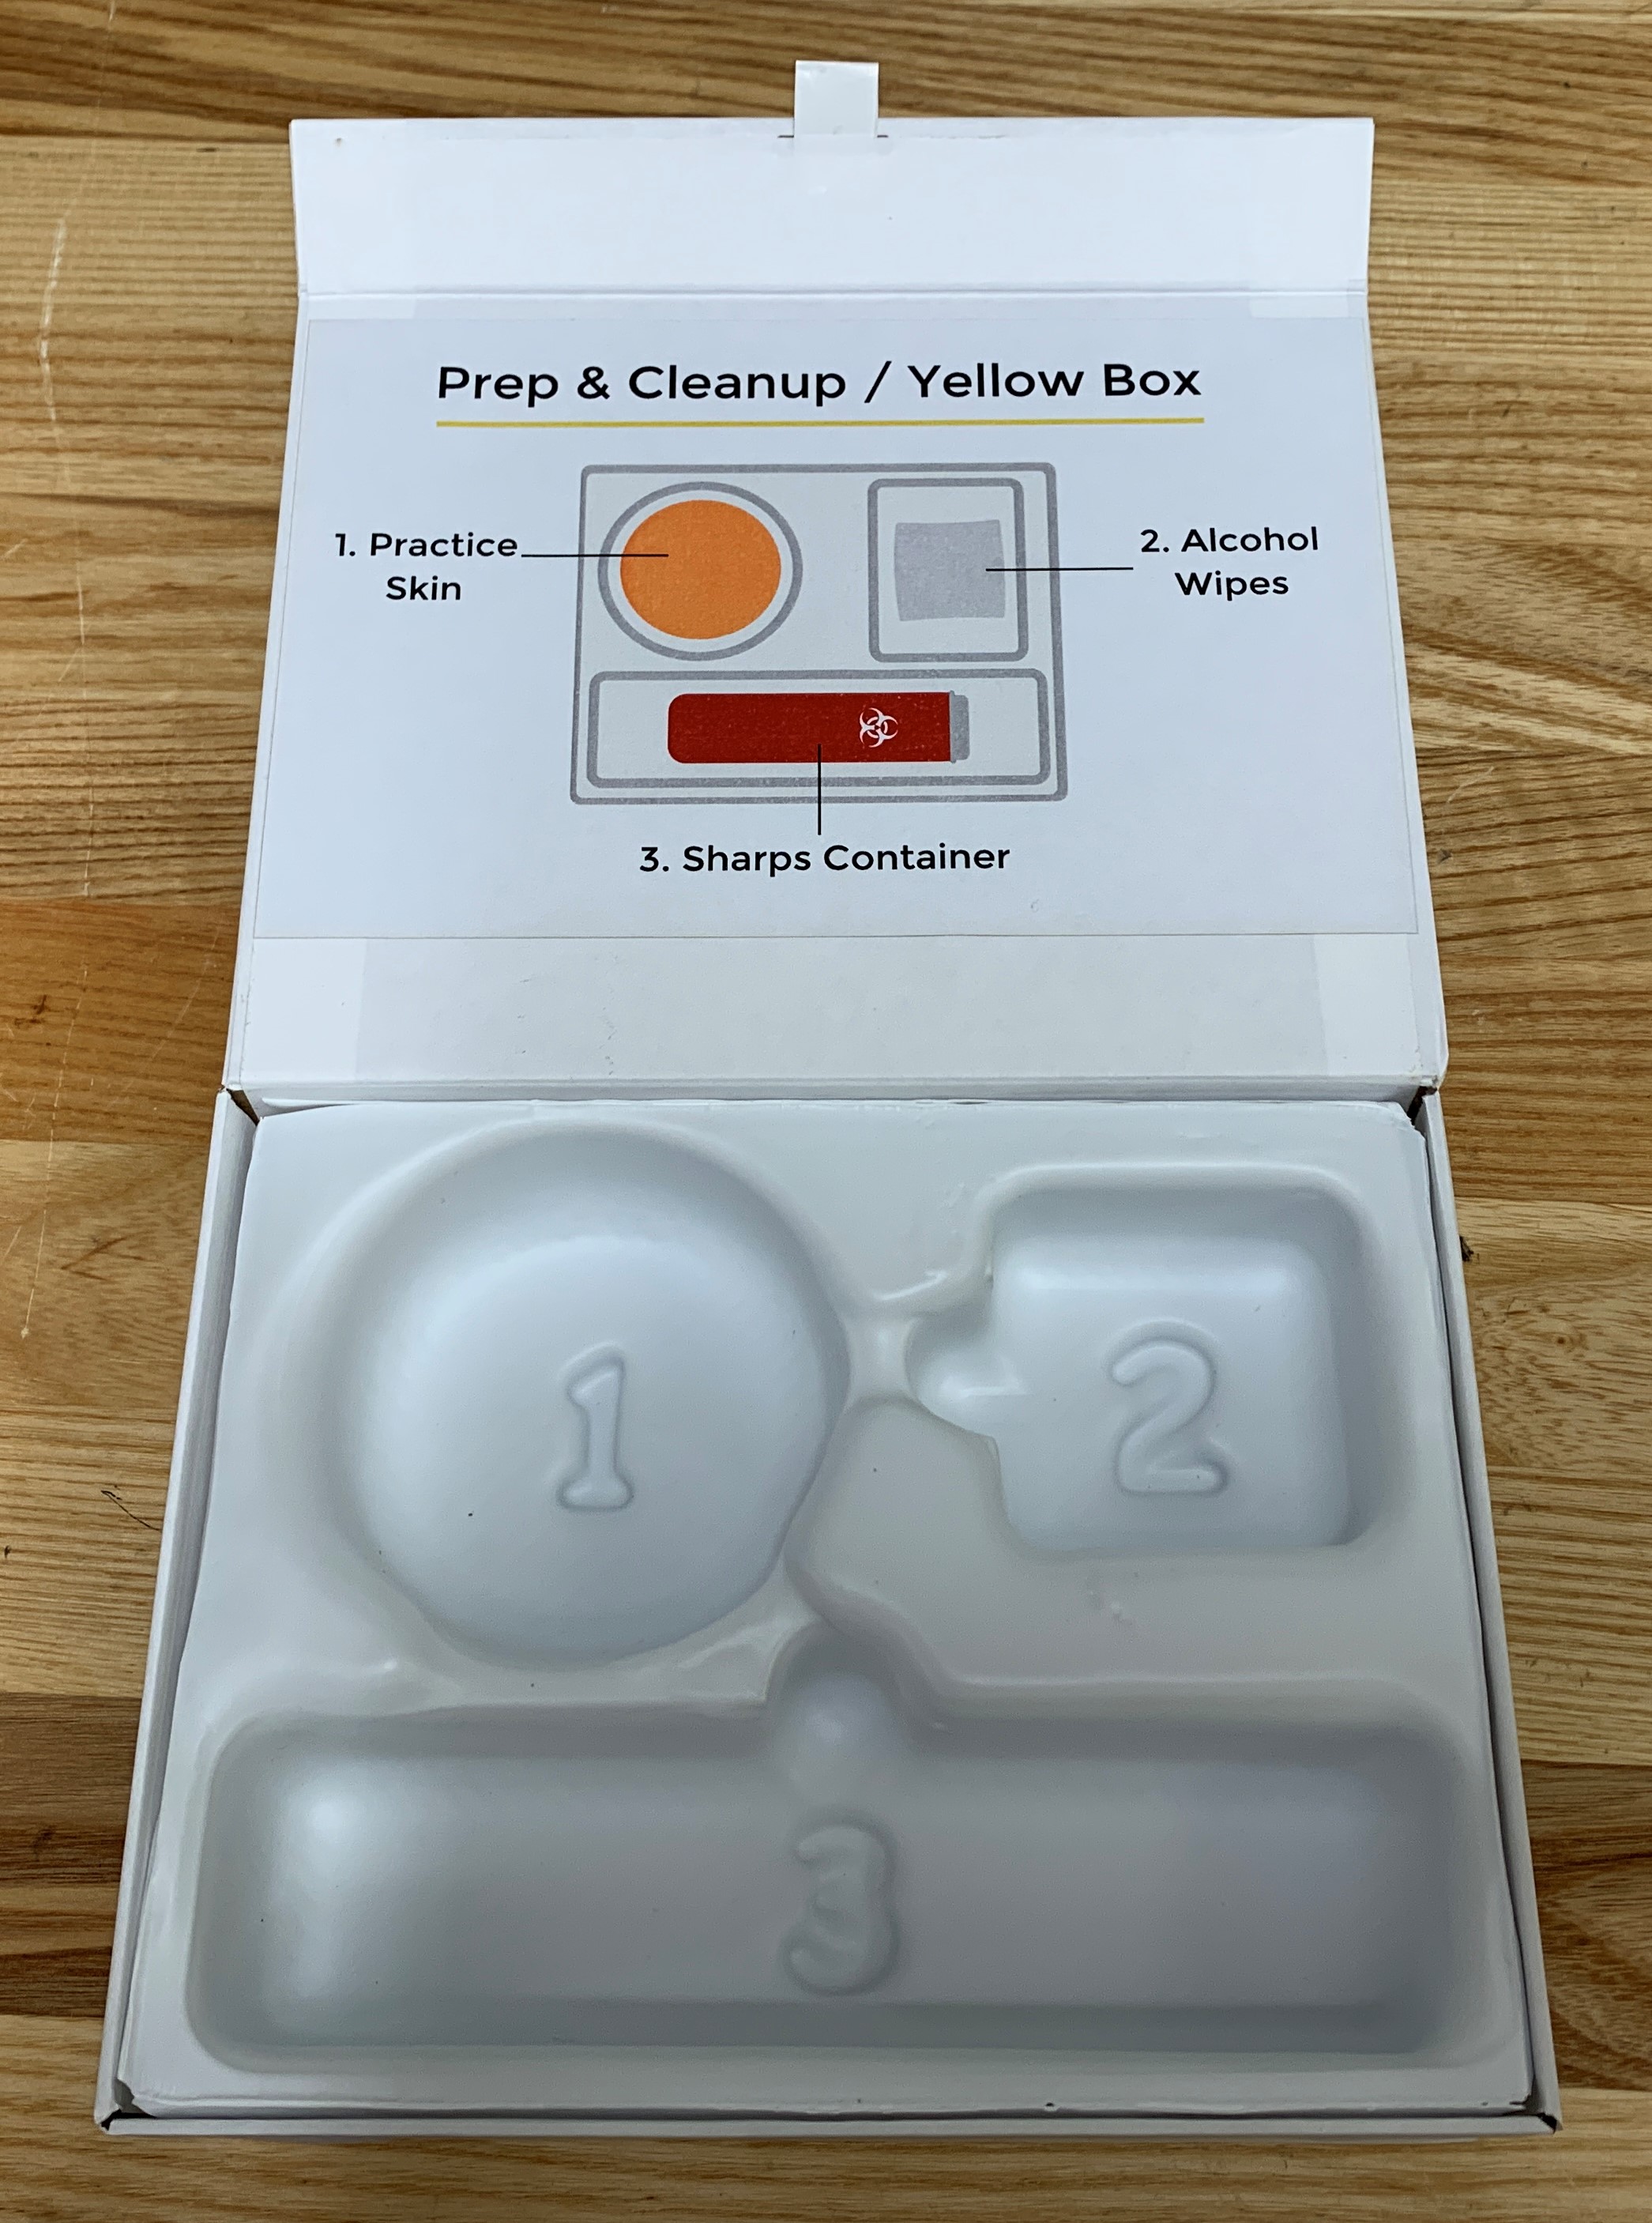 Prep & Cleanup / Yellow Box
1. Practice
Skin
2. Alcohol
Wipes
3. Sharps Container
1
2
3